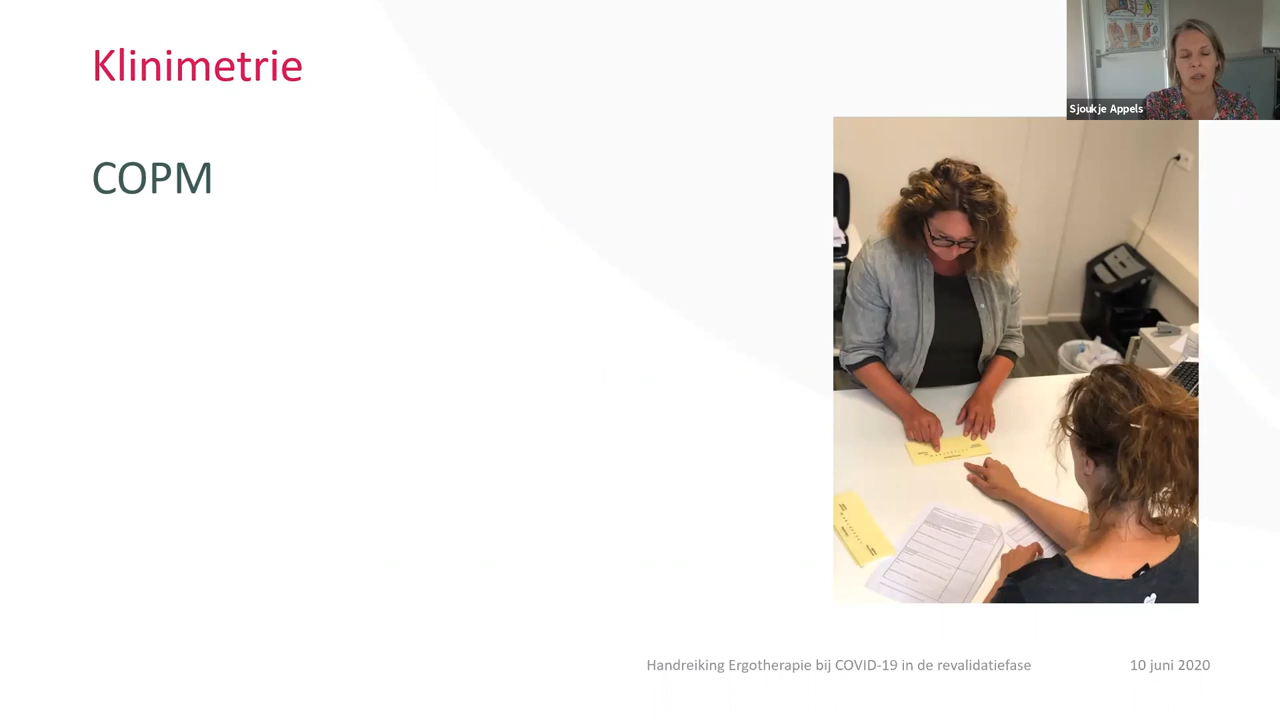 Klinimetrie
Sjoukje Appels
COPM
Handreiking Ergotherapie bij COVID-19 in de revalidatiefase
10 juni 2020